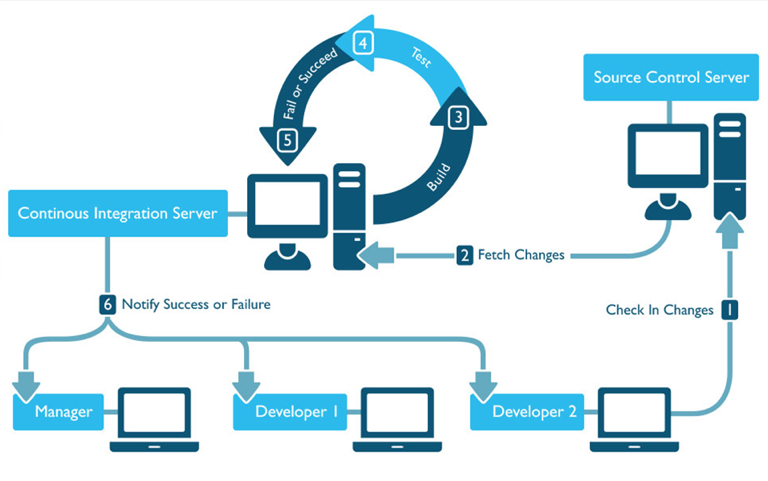 4
Test
Fail or Succeed
5
3
Build
Source Control Server
Continous Integration Server
2 Fetch Changes
6 Notify Success or Failure
Check In Changes 1
Manager
Developer 1
Developer 2